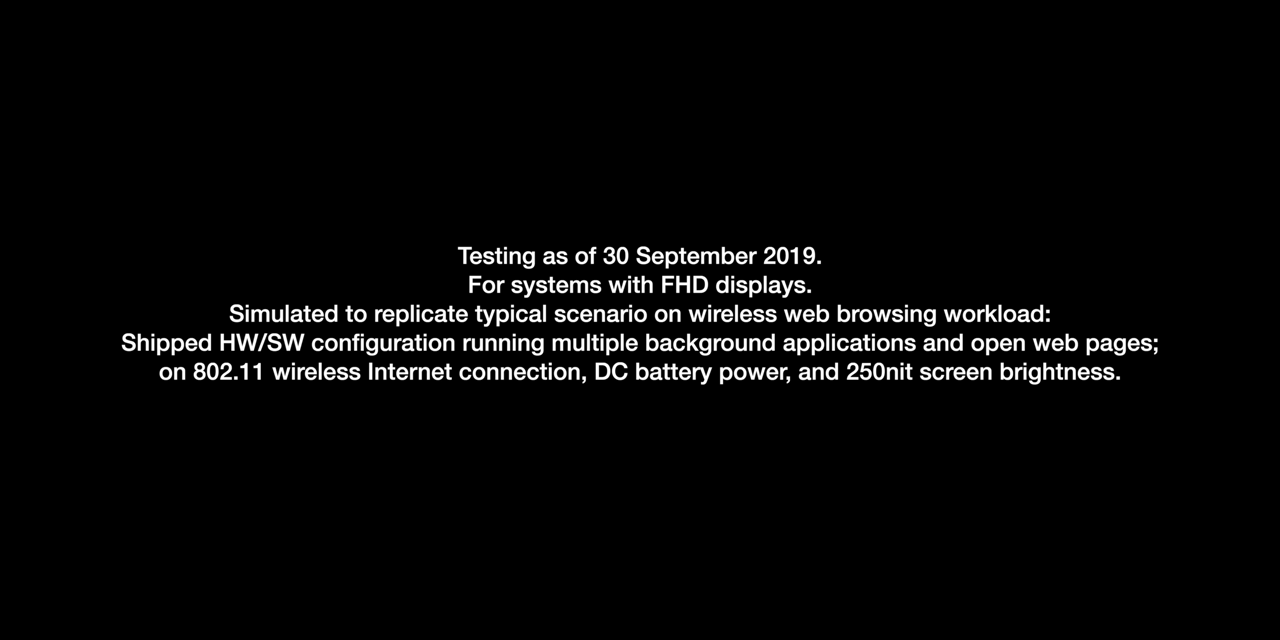 Testing as of 30 September 2019.
For systems with FHD displays.
Simulated to replicate typical scenario on wireless web browsing workload:
Shipped HW/SW configuration running multiple background applications and open web pages;
on 802.11 wireless Internet connection, DC battery power, and 250nit screen brightness.